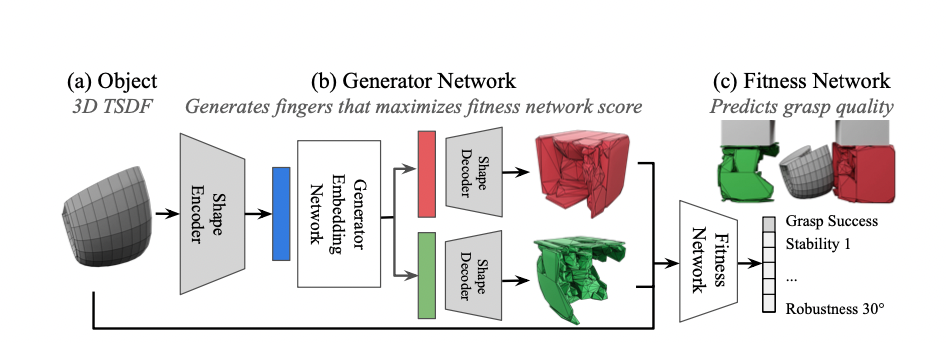 (a) Object
3D TSDF
(b) Generator Network
Generates fingers that maximizes fitness network score
(c) Fitness Network
Predicts grasp quality
Shape
Encoder
Generator
Embedding
Network
Shape
Decoder
Shape
Decoder
Fitness
Network
Grasp Success
Stability 1
...
Robustness 30°